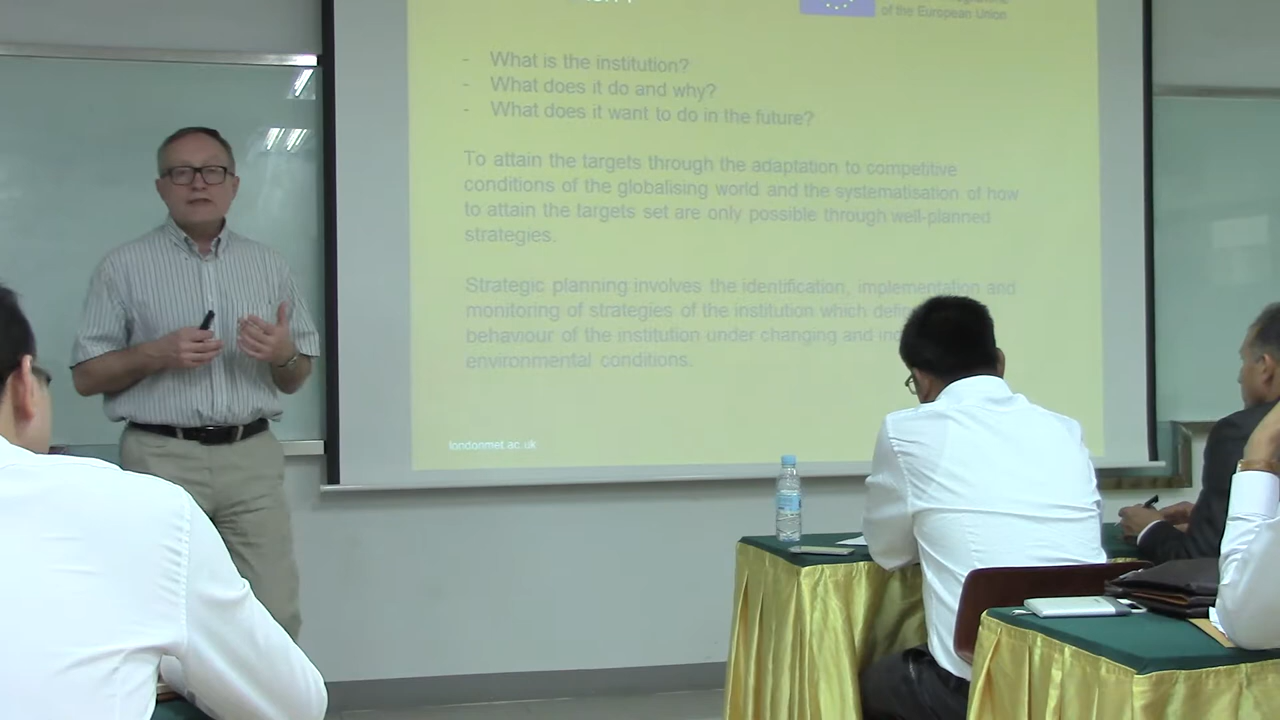 of the European Union
- What is the institution?
- What does it do and why?
- What does it want to do in the future?
To attain the targets through the adaptation to competitive
conditions of the globalising world and the systematisation of how
to attain the targets set are only possible through well-planned
strategies.
Strategic planning involves the identification, implementation and
monitoring of strategies of the institution which
behaviour of the institution under changing and
environmental conditions.
londonmet.ac.uk